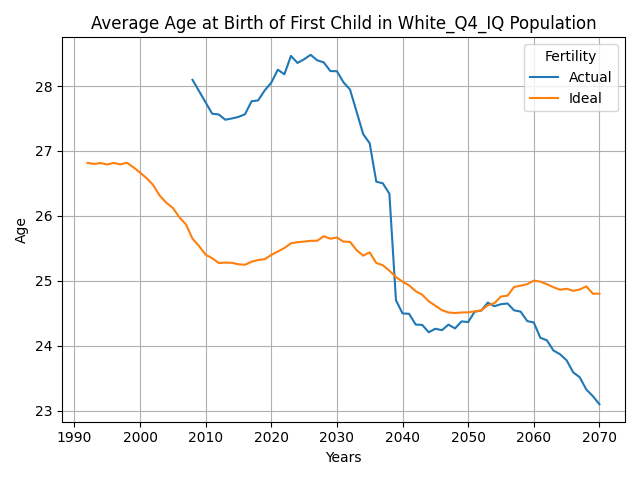 Average Age at Birth of First Child in White_Q4_IQ Population
Fertility
Actual
Ideal
Age
28
27
26
25
24
23
1990
2000
2010
2020
2030
2040
2050
2060
2070
Years